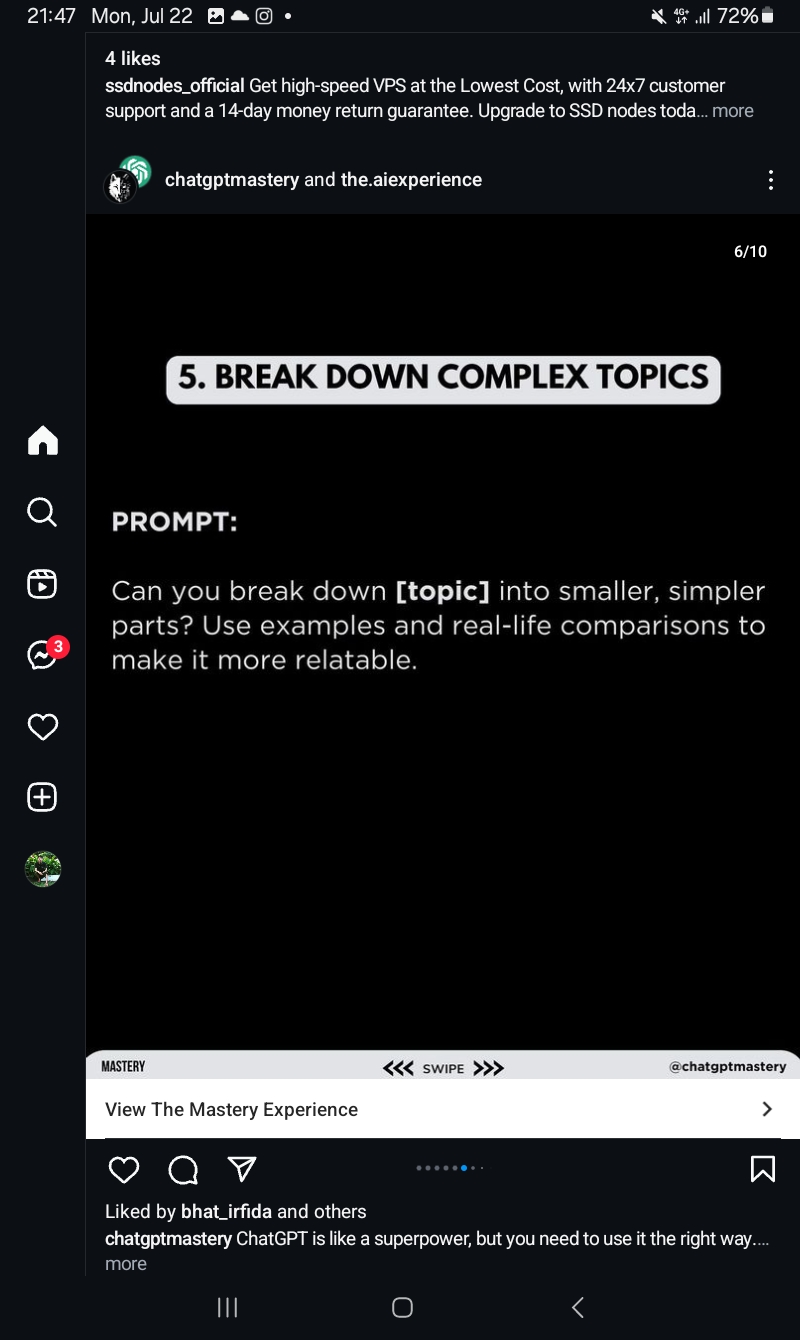 21:47 Mon, Jul 22 4G+ 72%
4 likes
ssdnodes_official Get high-speed VPS at the Lowest Cost, with 24x7 customer
support and a 14-day money return guarantee. Upgrade to SSD nodes toda... more
chatgptmastery and the.aiexperience
6/10
5. BREAK DOWN COMPLEX TOPICS
PROMPT:
Can you break down [topic] into smaller, simpler
parts? Use examples and real-life comparisons to
make it more relatable.
3
MASTERY <<< SWIPE >>> @chatgptmastery
View The Mastery Experience
Liked by bhat_irfida and others
chatgptmastery ChatGPT is like a superpower, but you need to use it the right way....
more